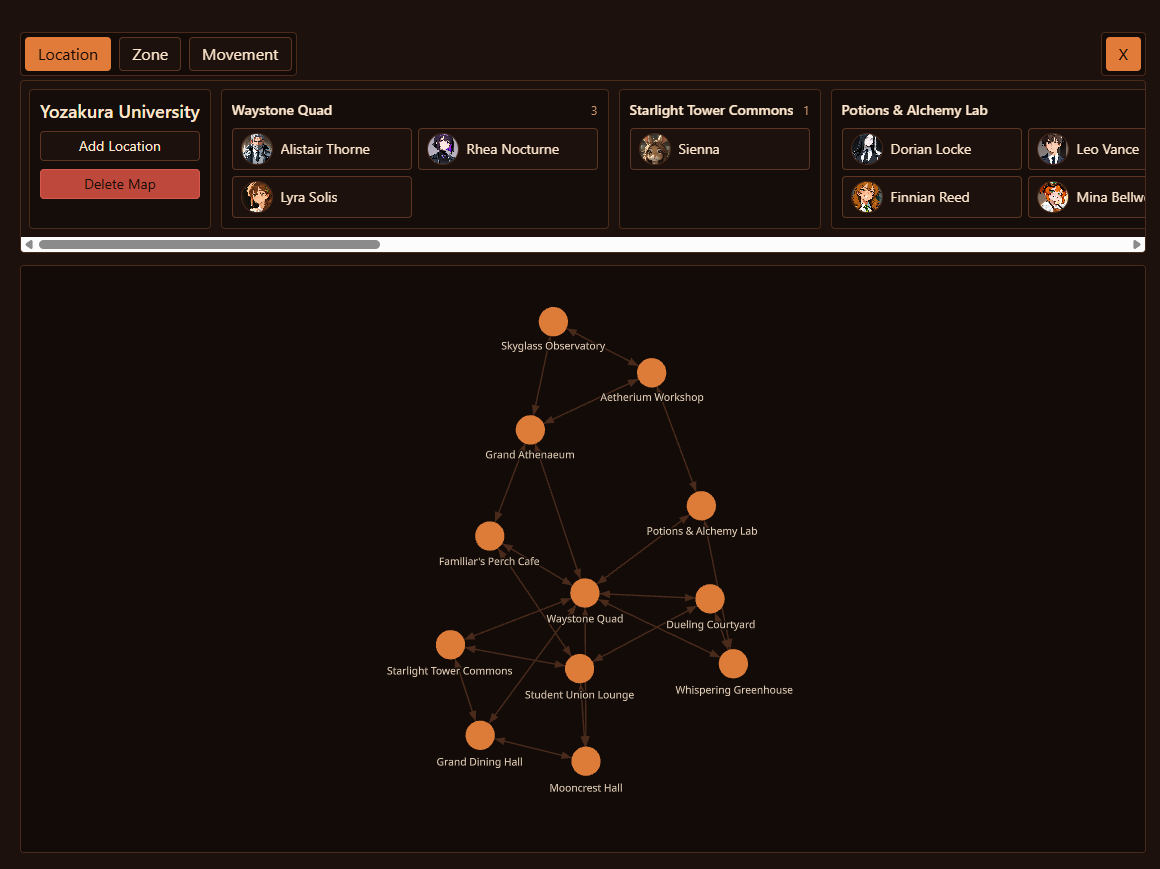 Location Zone Movement X
Yozakura University
Add Location
Delete Map
Waystone Quad 3
Alistair Thorne
Rhea Nocturne
Lyra Solis
Starlight Tower Commons 1
Sienna
Potions & Alchemy Lab
Dorian Locke
Leo Vance
Finnian Reed
Mina Bellw
Skyglass Observatory
Aetherium Workshop
Grand Athenaeum
Potions & Alchemy Lab
Familiar's Perch Cafe
Waystone Quad
Dueling Courtyard
Starlight Tower Commons
Student Union Lounge
Whispering Greenhouse
Grand Dining Hall
Mooncrest Hall